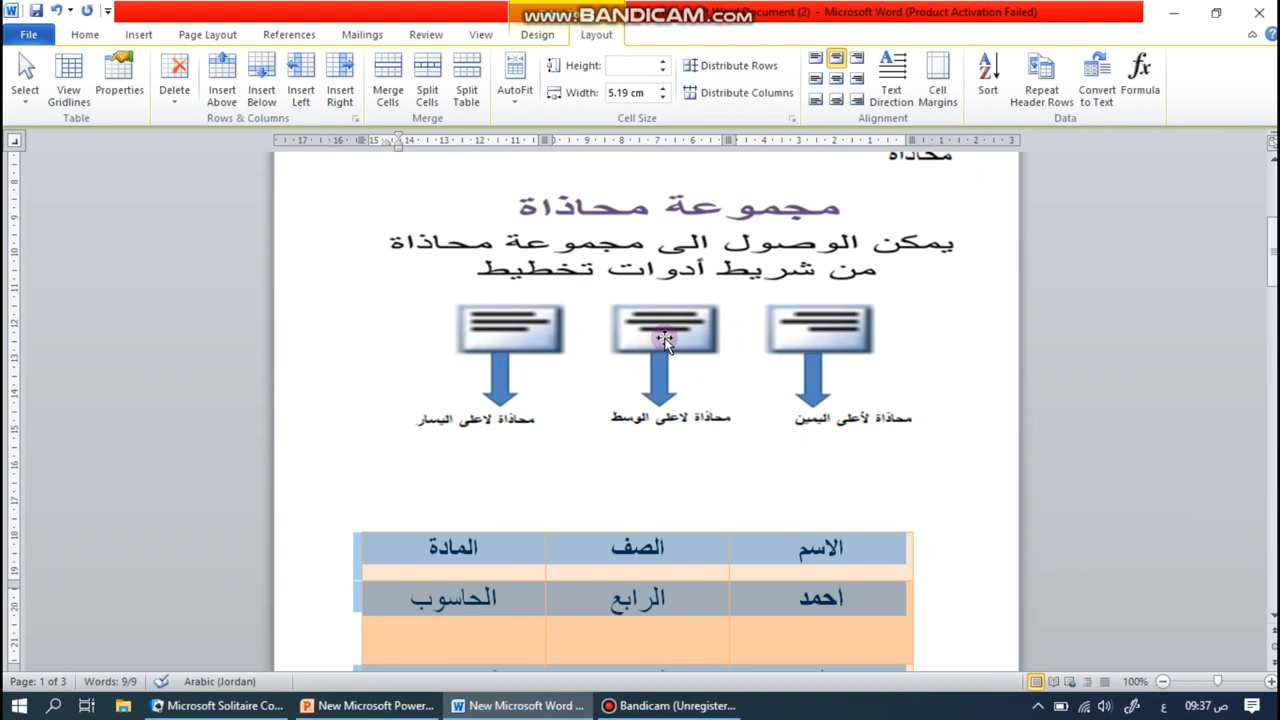 www.BANDICAM.com
Document (2) - Microsoft Word (Product Activation Failed)
File Home Insert Page Layout References Mailings Review View Design Layout
Select View Gridlines Properties Delete Insert Above Insert Below Insert Left Insert Right Merge Cells Split Cells Split Table AutoFit Height: Width: 5.19 cm Distribute Rows Distribute Columns Text Direction Cell Margins Sort Repeat Header Rows Convert to Text Formula
Table Rows & Columns Merge Cell Size Alignment Data
محاذاة
مجموعة محاذاة
يمكن الوصول الى مجموعة محاذاة
من شريط أدوات تخطيط
محاذاة لأعلى اليمين محاذاة لاعلى الوسط محاذاة لاعلى اليسار
الاسم الصف المادة
احمد الرابع الحاسوب
Page: 1 of 3 Words: 9/9 Arabic (Jordan) 100%
Microsoft Solitaire Co... New Microsoft Power... New Microsoft Word ... Bandicam (Unregister... ع 09:37 ص